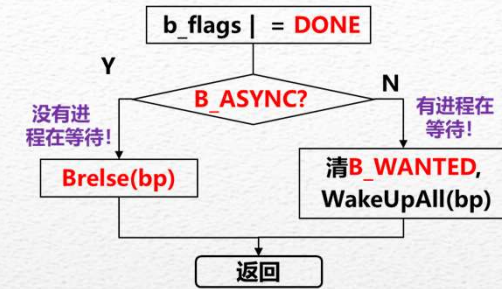 b_flags | = DONE
Y
B_ASYNC?
N
没有进
程在等待!
有进程在
等待!
Brelse(bp)
清B_WANTED,
WakeUpAll(bp)
返回